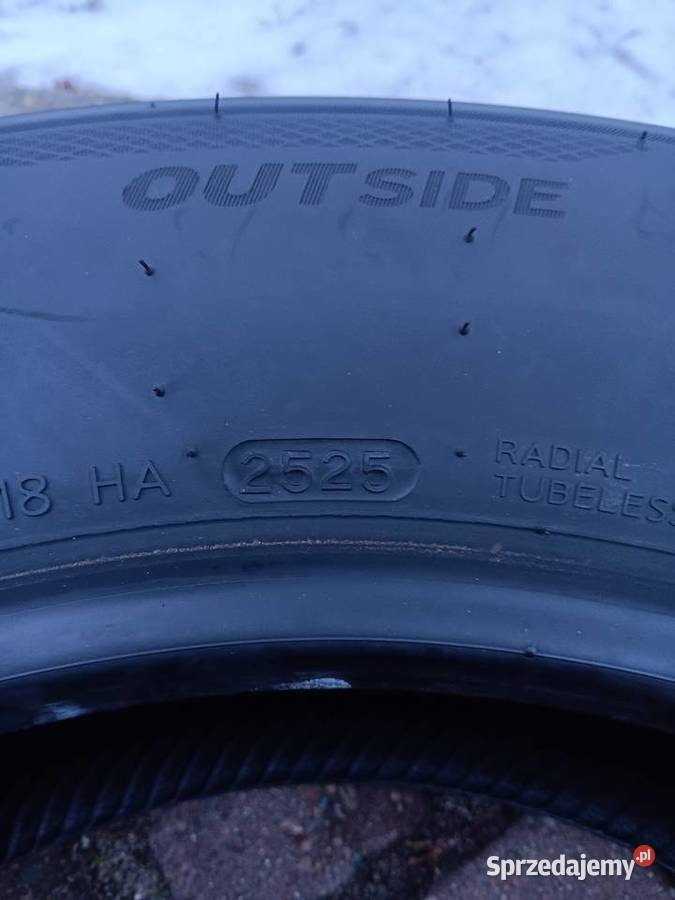 OUTSIDE
18 HA 2525 RADIAL
TUBELESS
Sprzedajemy.pl